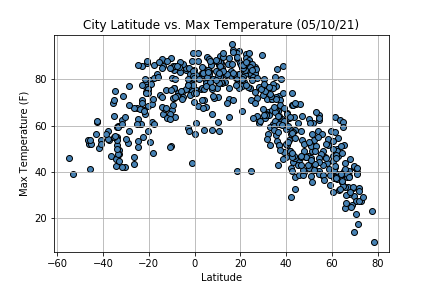 City Latitude vs. Max Temperature (05/10/21)
Max Temperature (F)
80
60
40
20
−60 −40 −20 0 20 40 60 80
Latitude